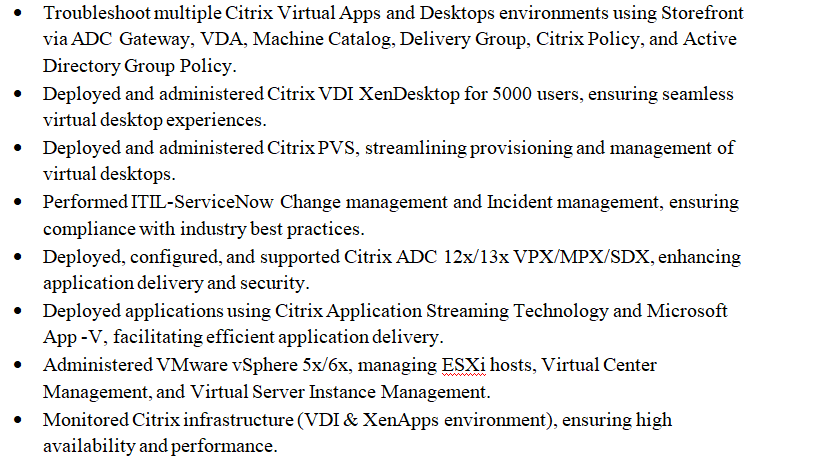 • Troubleshoot multiple Citrix Virtual Apps and Desktops environments using Storefront
via ADC Gateway, VDA, Machine Catalog, Delivery Group, Citrix Policy, and Active
Directory Group Policy.
• Deployed and administered Citrix VDI XenDesktop for 5000 users, ensuring seamless
virtual desktop experiences.
• Deployed and administered Citrix PVS, streamlining provisioning and management of
virtual desktops.
• Performed ITIL-ServiceNow Change management and Incident management, ensuring
compliance with industry best practices.
• Deployed, configured, and supported Citrix ADC 12x/13x VPX/MPX/SDX, enhancing
application delivery and security.
• Deployed applications using Citrix Application Streaming Technology and Microsoft
App -V, facilitating efficient application delivery.
• Administered VMware vSphere 5x/6x, managing ESXi hosts, Virtual Center
Management, and Virtual Server Instance Management.
• Monitored Citrix infrastructure (VDI & XenApps environment), ensuring high
availability and performance.